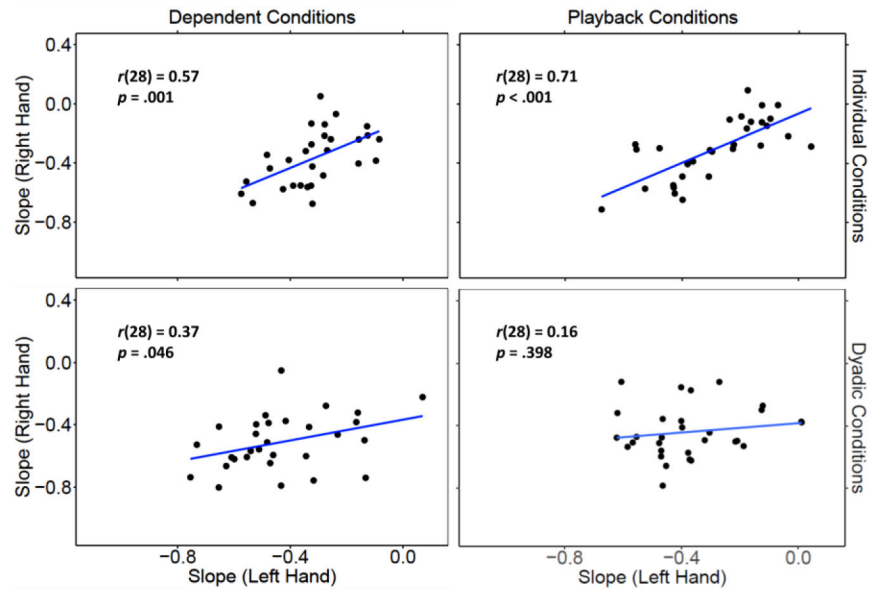 Dependent Conditions
Playback Conditions
Slope (Right Hand)
0.4
0.0
−0.4
−0.8
r(28) = 0.57
p = .001
r(28) = 0.71
p < .001
Individual Conditions
Slope (Right Hand)
0.4
0.0
−0.4
−0.8
r(28) = 0.37
p = .046
r(28) = 0.16
p = .398
Dyadic Conditions
−0.8
−0.4
0.0
−0.8
−0.4
0.0
Slope (Left Hand)
Slope (Left Hand)